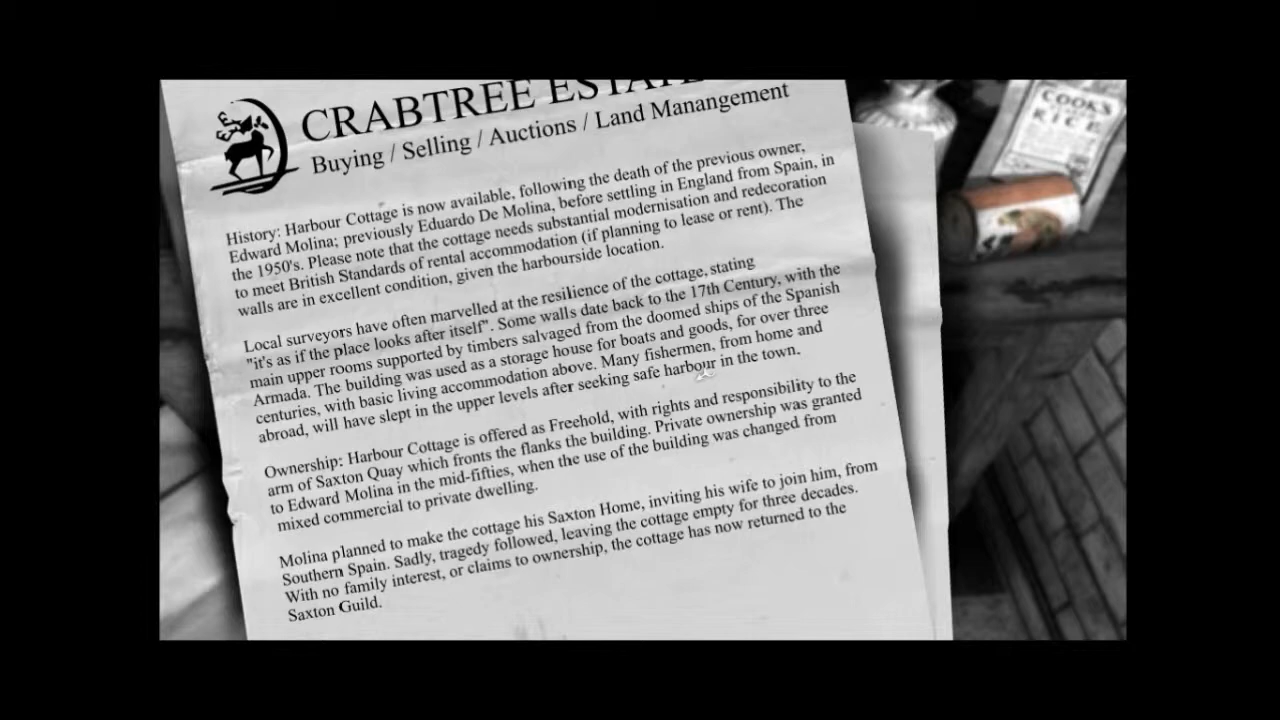 CRABTREE ESTATE
Buying / Selling / Auctions / Land Manangement
History: Harbour Cottage is now available, following the death of the previous owner,
Edward Molina; previously Eduardo De Molina, before settling in England from Spain, in
the 1950's. Please note that the cottage needs substantial modernisation and redecoration
to meet British Standards of rental accommodation (if planning to lease or rent). The
walls are in excellent condition, given the harbourside location.
Local surveyors have often marvelled at the resilience of the cottage, stating
"it's as if the place looks after itself". Some walls date back to the 17th Century, with the
main upper rooms supported by timbers salvaged from the doomed ships of the Spanish
Armada. The building was used as a storage house for boats and goods, for over three
centuries, with basic living accommodation above. Many fishermen, from home and
abroad, will have slept in the upper levels after seeking safe harbour in the town.
Ownership: Harbour Cottage is offered as Freehold, with rights and responsibility to the
arm of Saxton Quay which fronts the flanks the building. Private ownership was granted
to Edward Molina in the mid-fifties, when the use of the building was changed from
mixed commercial to private dwelling.
Molina planned to make the cottage his Saxton Home, inviting his wife to join him, from
Southern Spain. Sadly, tragedy followed, leaving the cottage empty for three decades.
With no family interest, or claims to ownership, the cottage has now returned to the
Saxton Guild.
COOK'S
RICE